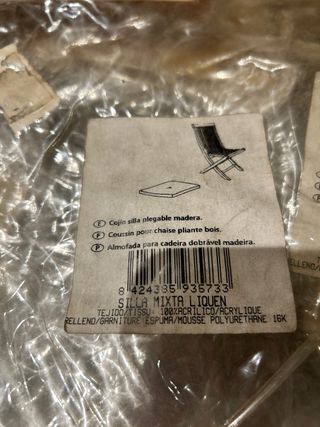 E Cojín silla plegable madera.
F Coussin pour chaise pliante bois.
P Almofada para cadeira dobrável madeira.
8 424385 935733
SILLA MIXTA LIQUEN
TEJIDO/TISSU: 100%ACRILICO/ACRYLIQUE
RELLENO/GARNITURE ESPUMA/MOUSSE POLYURETHANE 16K